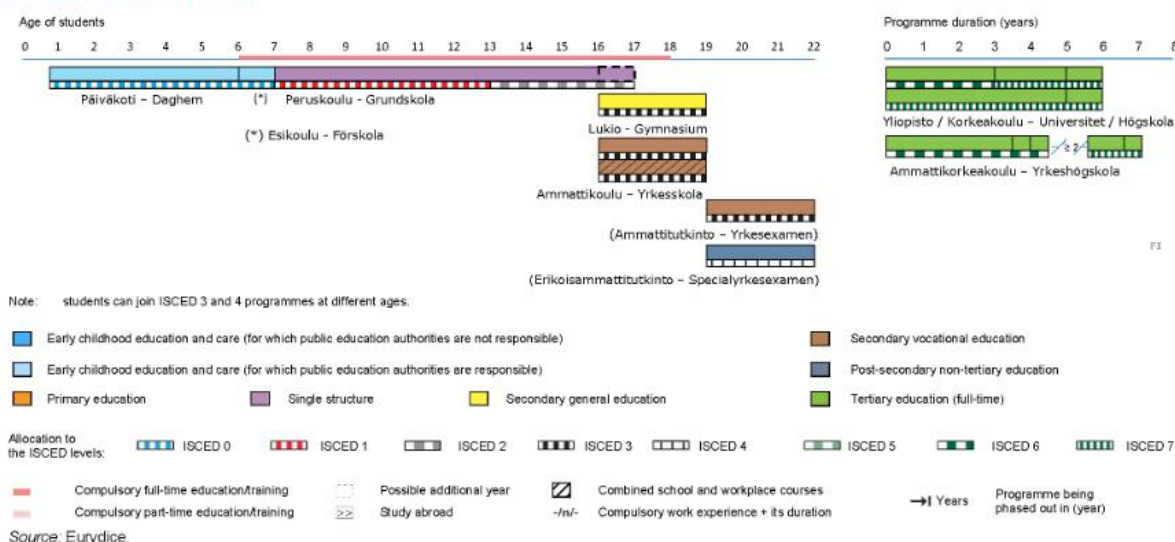 Age of students
Programme duration (years)
0 1 2 3 4 5 6 7 8 9 10 11 12 13 14 15 16 17 18 19 20 21 22
0 1 2 3 4 5 6 7 8
Päiväkoti – Daghem
(*)
Peruskoulu - Grundskola
(*) Esikoulu - Förskola
Lukio - Gymnasium
Ammattikoulu – Yrkesskola
(Ammattitutkinto – Yrkesexamen)
(Erikoisammattitutkinto – Specialyrkesexamen)
Yliopisto / Korkeakoulu – Universitet / Högskola
≥ 2
Ammattikorkeakoulu – Yrkeshögskola
FI
Note: students can join ISCED 3 and 4 programmes at different ages.
Early childhood education and care (for which public education authorities are not responsible)
Secondary vocational education
Early childhood education and care (for which public education authorities are responsible)
Post-secondary non-tertiary education
Primary education
Single structure
Secondary general education
Tertiary education (full-time)
Allocation to
the ISCED levels:
ISCED 0
ISCED 1
ISCED 2
ISCED 3
ISCED 4
ISCED 5
ISCED 6
ISCED 7
Compulsory full-time education/training
Possible additional year
Combined school and workplace courses
Years
Programme being
phased out in (year)
Compulsory part-time education/training
>> Study abroad
-/n/- Compulsory work experience + its duration
Source: Eurydice.